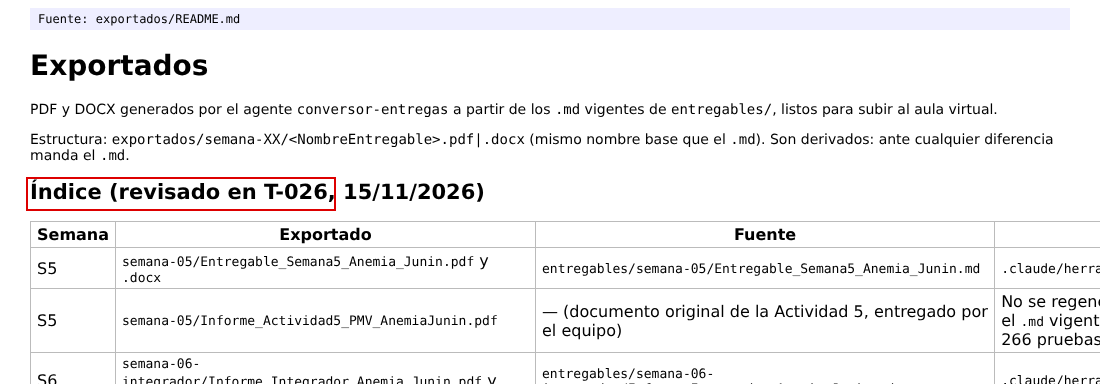 Fuente: exportados/README.md
Exportados
PDF y DOCX generados por el agente conversor-entregas a partir de los .md vigentes de entregables/, listos para subir al aula virtual.
Estructura: exportados/semana-XX/<NombreEntregable>.pdf|.docx (mismo nombre base que el .md). Son derivados: ante cualquier diferencia
manda el .md.
Índice (revisado en T-026, 15/11/2026)
Semana Exportado Fuente
S5 semana-05/Entregable_Semana5_Anemia_Junin.pdf y
.docx entregables/semana-05/Entregable_Semana5_Anemia_Junin.md .claude/herra
S5 semana-05/Informe_Actividad5_PMV_AnemiaJunin.pdf — (documento original de la Actividad 5, entregado por
el equipo) No se regene
el .md vigent
266 pruebas
S6 semana-06-
integrador/Informe_Integrador_Anemia_Junin.pdf y entregables/semana-06-
.claude/herra